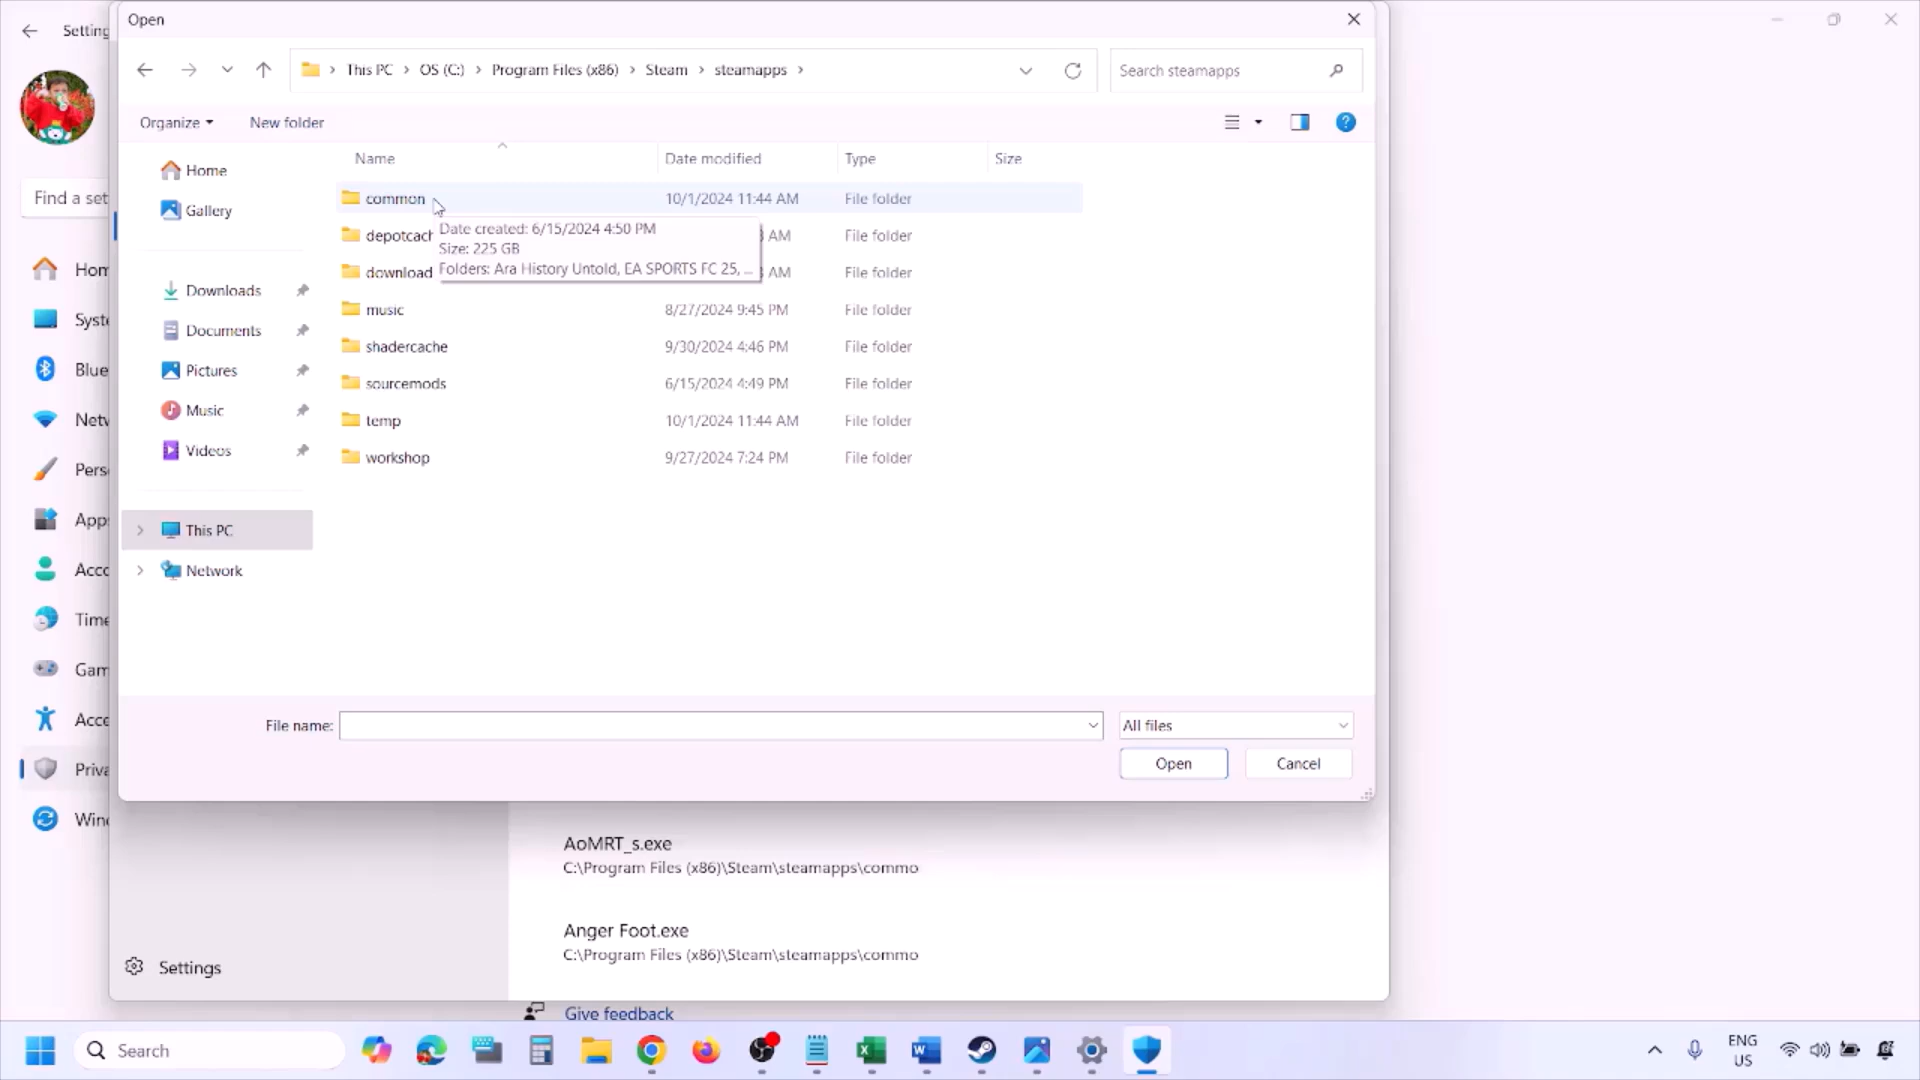 Open
Setting
This PC
OS (C:)
Program Files (x86)
Steam
steamapps
Search steamapps
Organize
New folder
Name
Date modified
Type
Size
Home
Gallery
Find a set
common
10/1/2024 11:44 AM
File folder
depotcach
AM
File folder
Date created: 6/15/2024 4:50 PM
Size: 225 GB
Folders: Ara History Untold, EA SPORTS FC 25, ...
download
AM
File folder
music
8/27/2024 9:45 PM
File folder
shadercache
9/30/2024 4:46 PM
File folder
sourcemods
6/15/2024 4:49 PM
File folder
temp
10/1/2024 11:44 AM
File folder
workshop
9/27/2024 7:24 PM
File folder
Downloads
Documents
Pictures
Music
Videos
This PC
Network
Hom
Syste
Blue
Netw
Perso
Apps
Acco
Time
Gam
Acce
Priva
Wind
File name:
All files
Open
Cancel
AoMRT_s.exe
C:\Program Files (x86)\Steam\steamapps\commo
Anger Foot.exe
C:\Program Files (x86)\Steam\steamapps\commo
Settings
Give feedback
Search
ENG
US